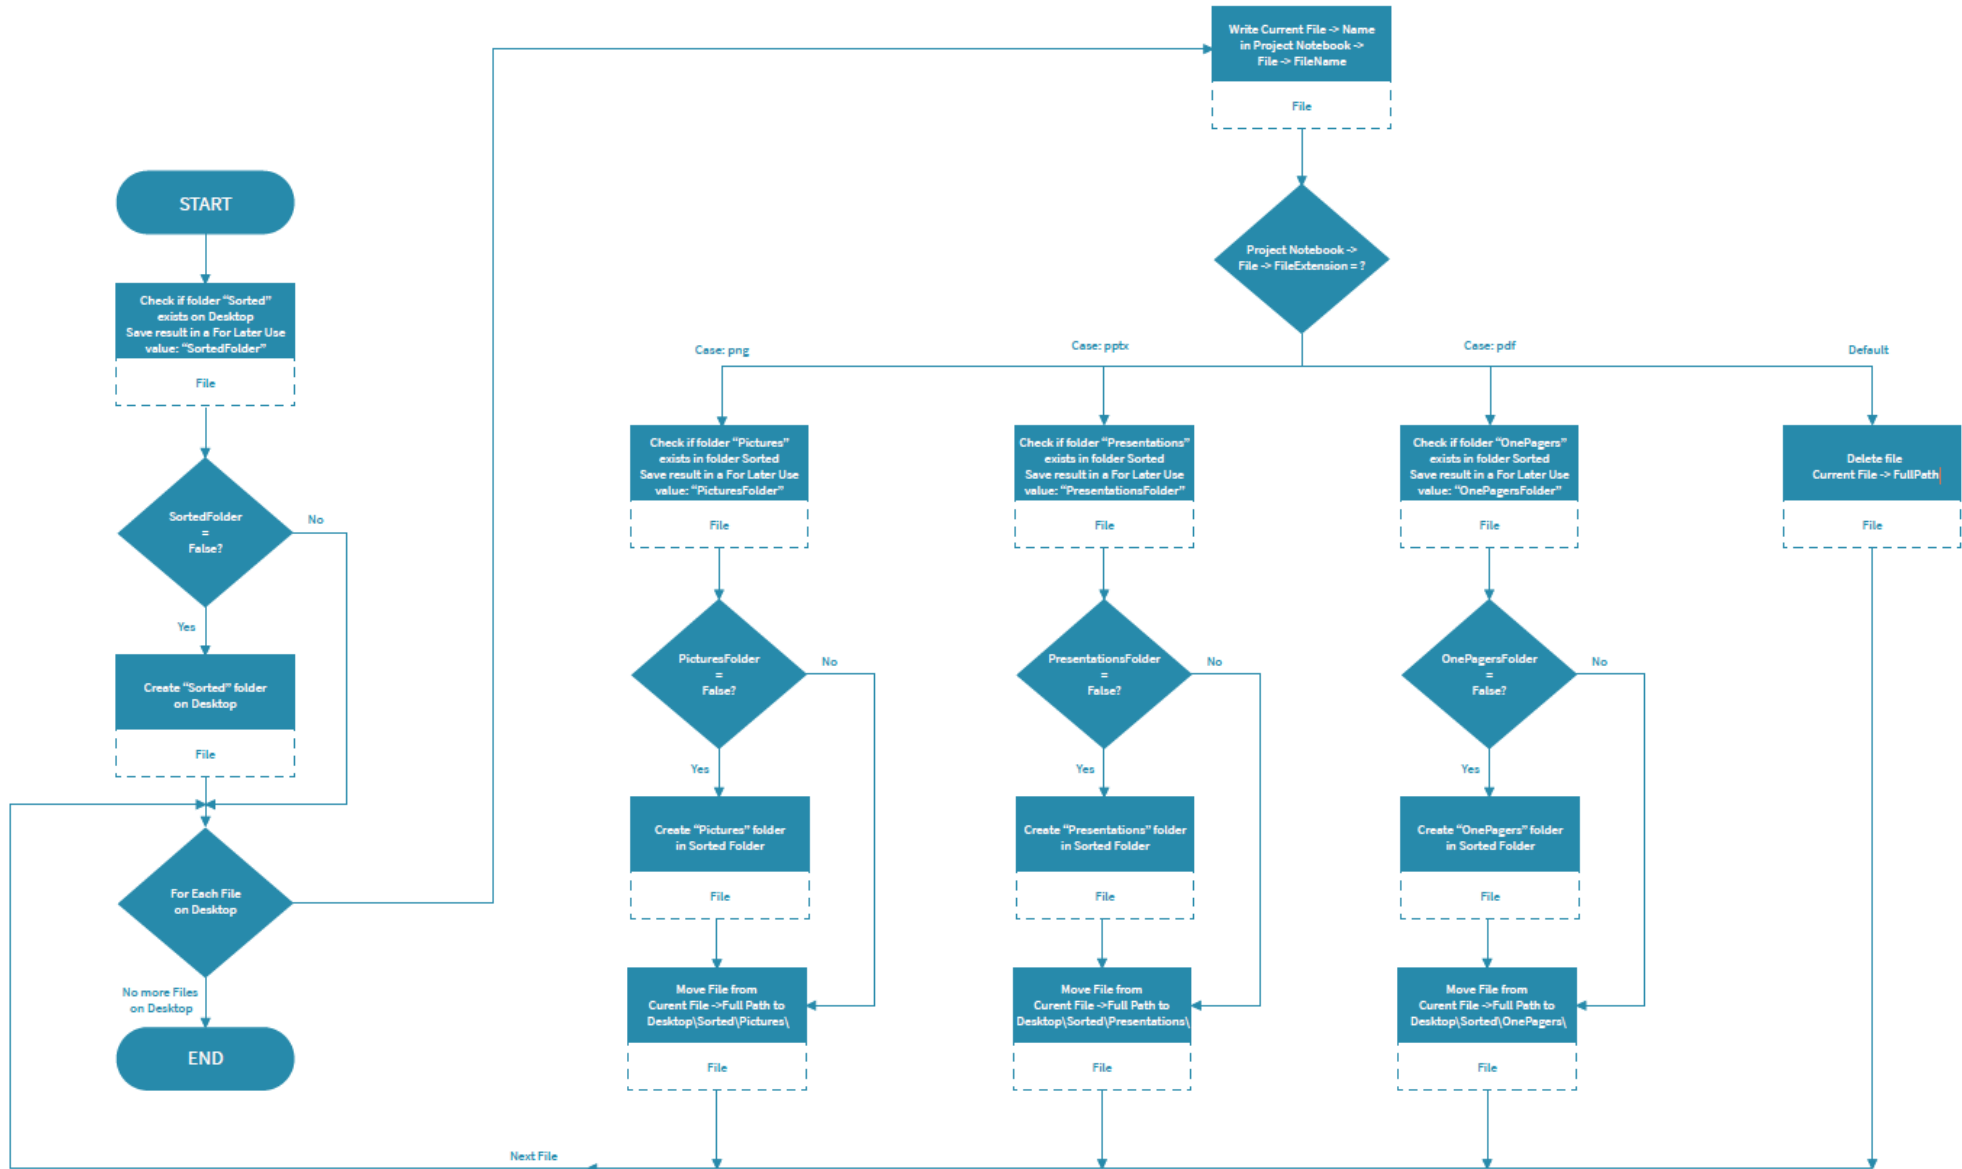 START
Check if folder “Sorted”
exists on Desktop
Save result in a For Later Use
value: “SortedFolder”
File
SortedFolder
=
False?
No
Yes
Create “Sorted” folder
on Desktop
File
For Each File
on Desktop
No more Files
on Desktop
END
Write Current File -> Name
in Project Notebook ->
File -> FileName
File
Project Notebook ->
File -> FileExtension = ?
Case: png
Case: pptx
Case: pdf
Default
Check if folder “Pictures”
exists in folder Sorted
Save result in a For Later Use
value: “PicturesFolder”
File
PicturesFolder
=
False?
No
Yes
Create “Pictures” folder
in Sorted Folder
File
Move File from
Curent File ->Full Path to
Desktop\Sorted\Pictures\
File
Check if folder “Presentations”
exists in folder Sorted
Save result in a For Later Use
value: “PresentationsFolder”
File
PresentationsFolder
=
False?
No
Yes
Create “Presentations” folder
in Sorted Folder
File
Move File from
Curent File ->Full Path to
Desktop\Sorted\Presentations\
File
Check if folder “OnePagers”
exists in folder Sorted
Save result in a For Later Use
value: “OnePagersFolder”
File
OnePagersFolder
=
False?
No
Yes
Create “OnePagers” folder
in Sorted Folder
File
Move File from
Curent File ->Full Path to
Desktop\Sorted\OnePagers\
File
Delete file
Current File -> FullPath
File
Next File